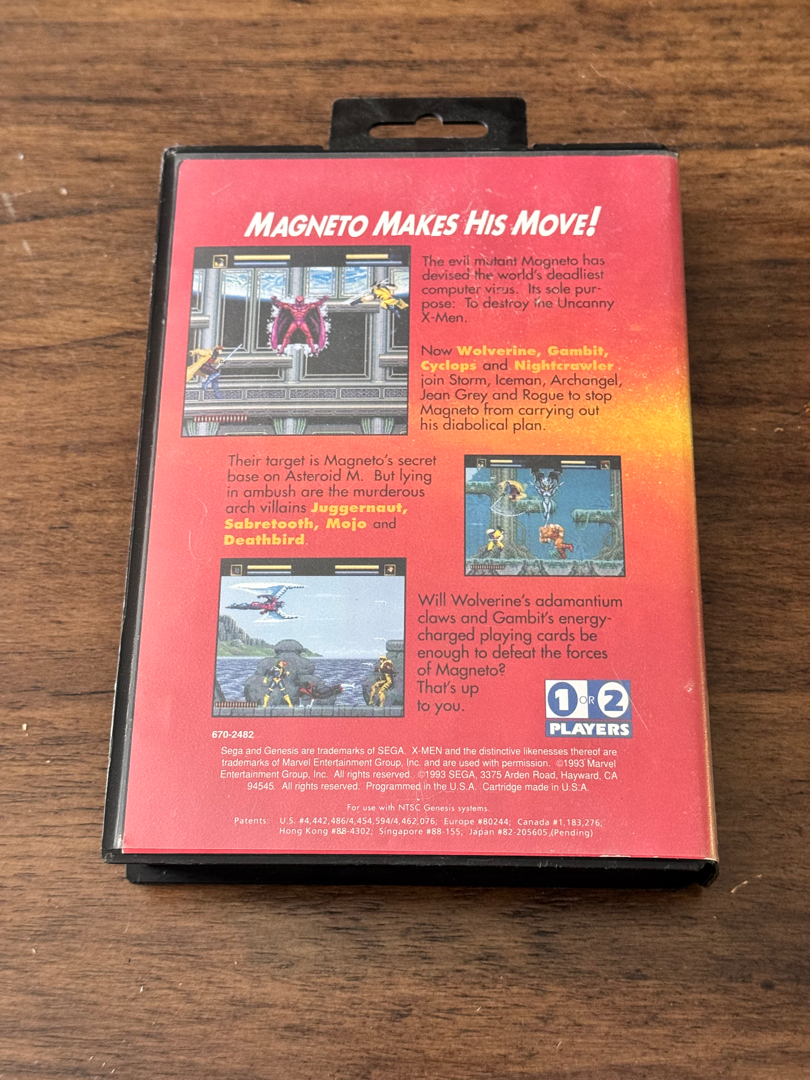 MAGNETO MAKES HIS MOVE!
The evil mutant Magneto has
devised the world's deadliest
computer virus. Its sole pur-
pose: To destroy the Uncanny
X-Men.
Now Wolverine, Gambit,
Cyclops and Nightcrawler
join Storm, Iceman, Archangel,
Jean Grey and Rogue to stop
Magneto from carrying out
his diabolical plan.
Their target is Magneto's secret
base on Asteroid M. But lying
in ambush are the murderous
arch villains Juggernaut,
Sabretooth, Mojo and
Deathbird.
Will Wolverine's adamantium
claws and Gambit's energy-
charged playing cards be
enough to defeat the forces
of Magneto?
That's up
to you.
1 OR 2
PLAYERS
670-2482
Sega and Genesis are trademarks of SEGA. X-MEN and the distinctive likenesses thereof are
trademarks of Marvel Entertainment Group, Inc. and are used with permission. ©1993 Marvel
Entertainment Group, Inc. All rights reserved. ©1993 SEGA, 3375 Arden Road, Hayward, CA
94545. All rights reserved. Programmed in the U.S.A. Cartridge made in U.S.A.
For use with NTSC Genesis systems.
Patents: U.S. #4,442,486/4,454,594/4,462,076; Europe #80244; Canada #1,183,276;
Hong Kong #88-4302; Singapore #88-155; Japan #82-205605,(Pending)